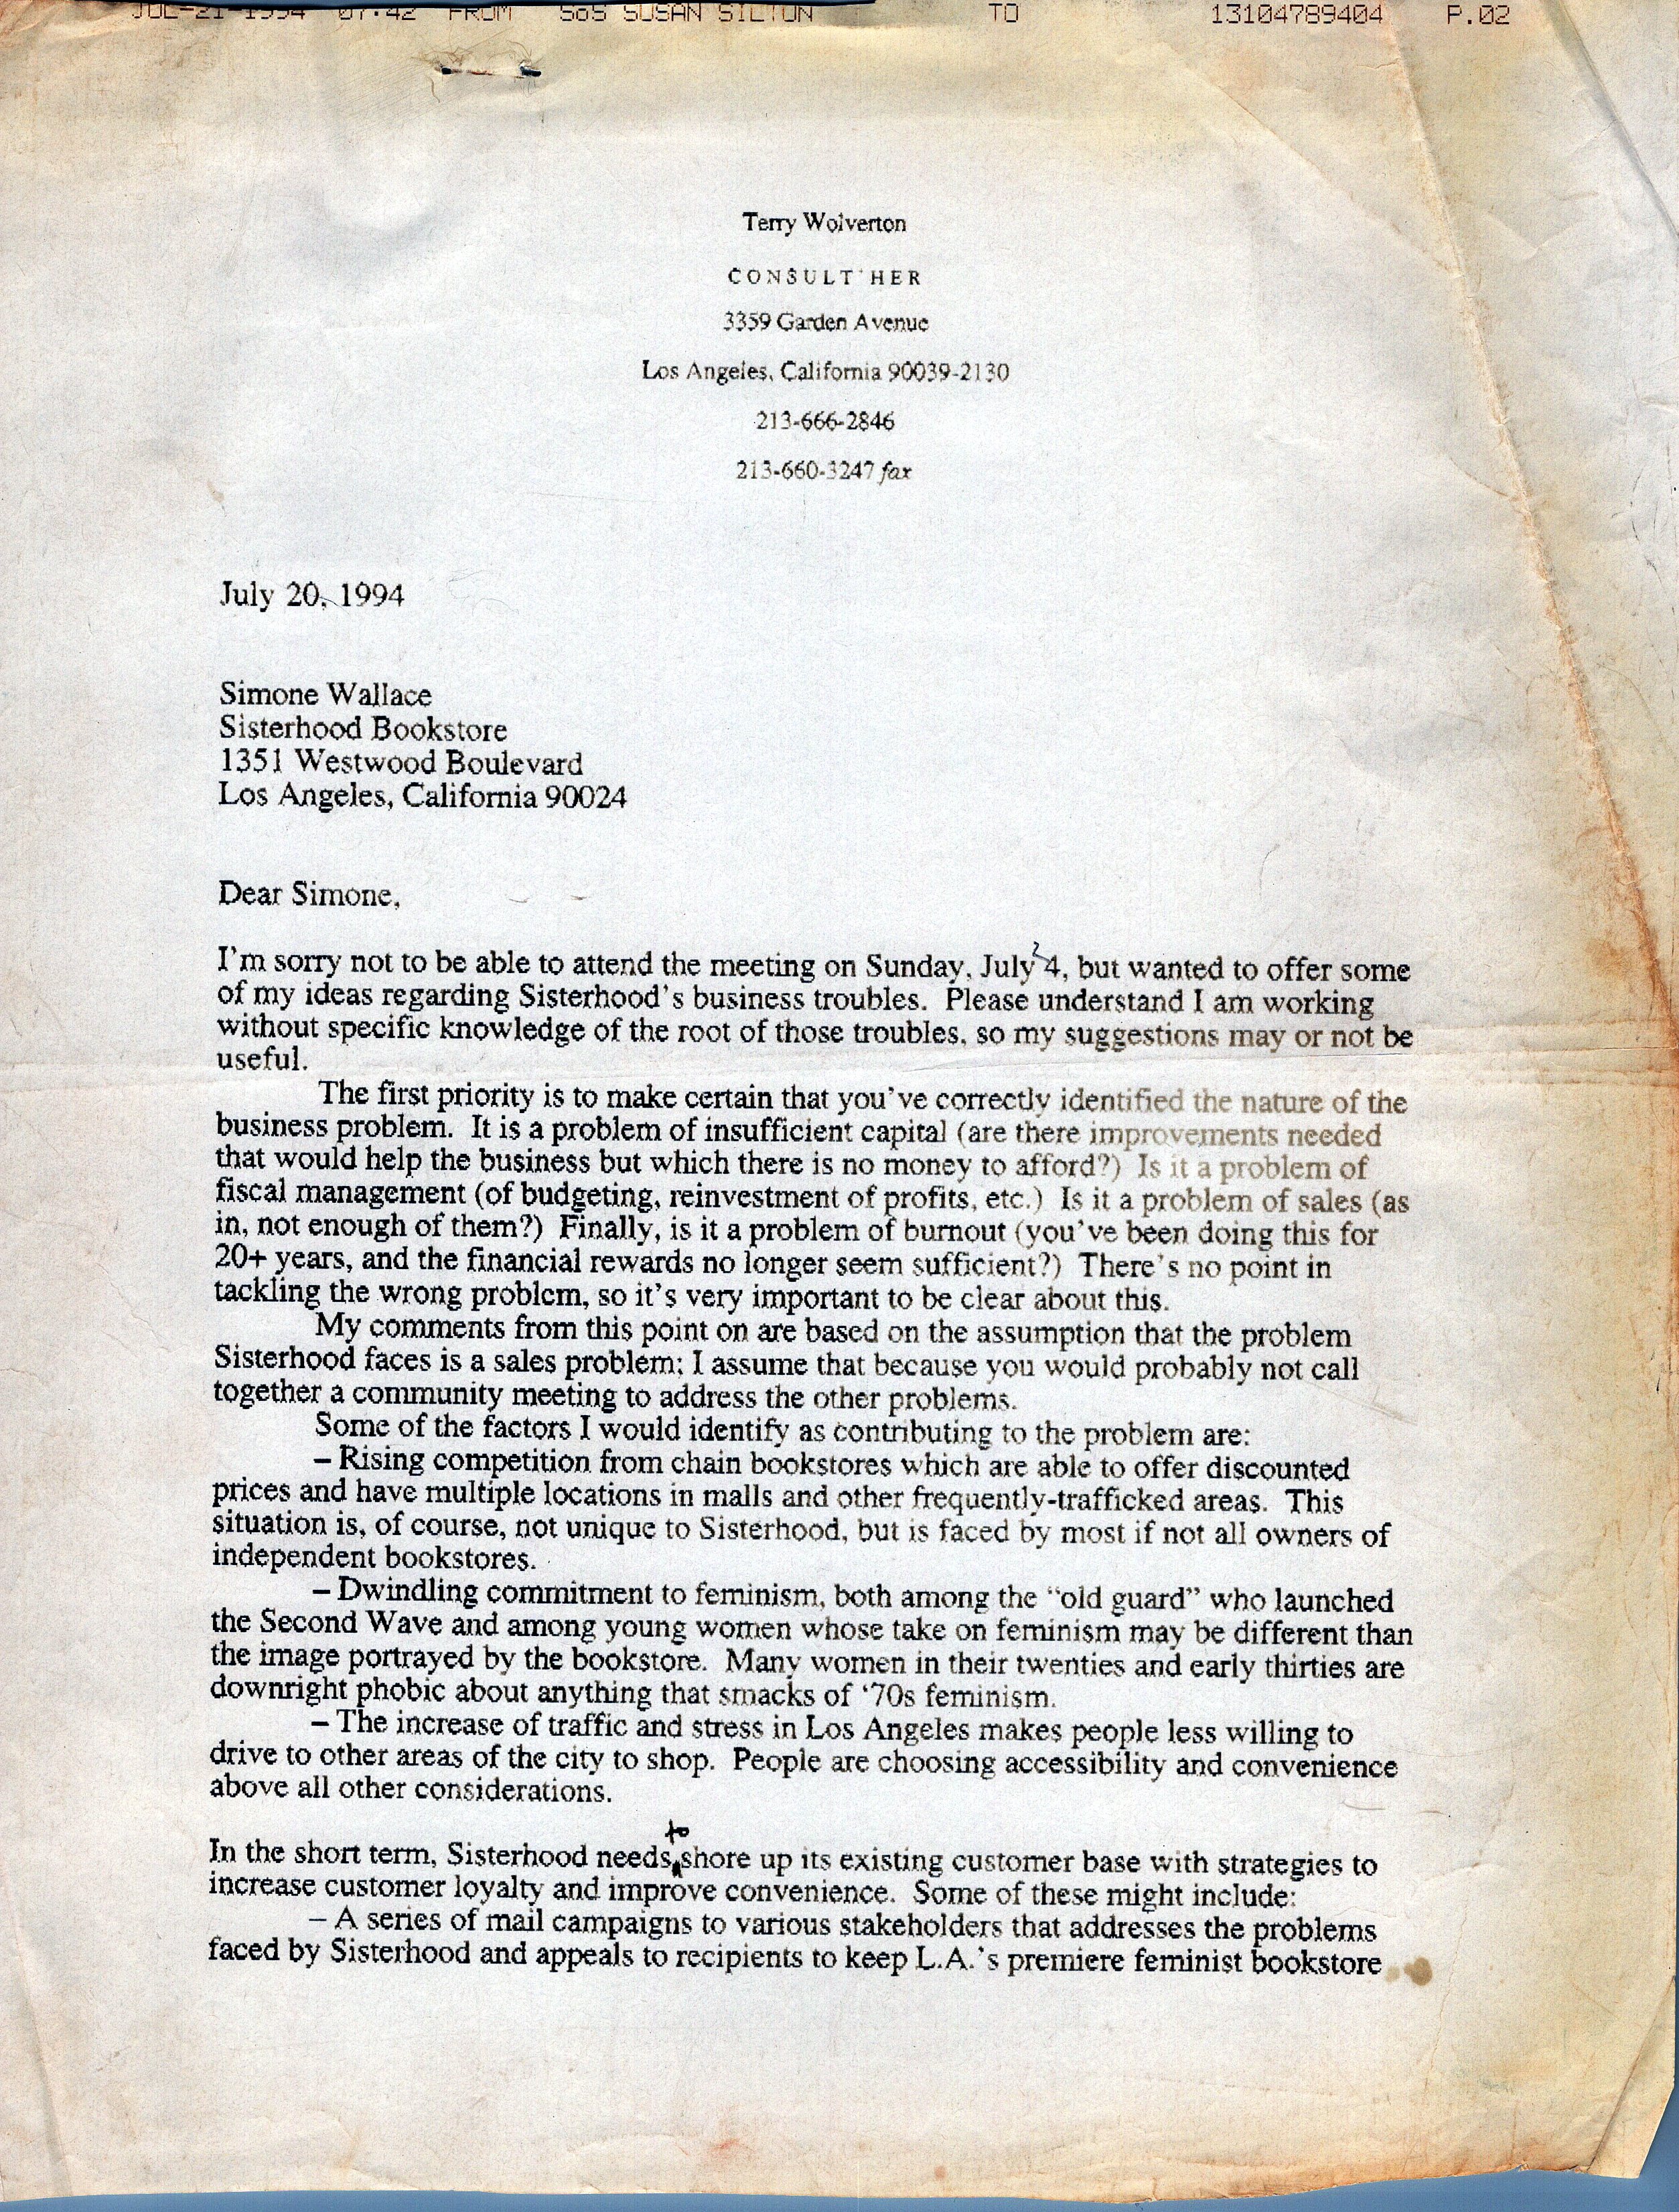 JUL-21-1994 07:42 FROM SoS SUSAN SILTON TO 13104789404 P.02
Terry Wolverton
CONSULT'HER
3359 Garden Avenue
Los Angeles, California 90039-2130
213-666-2846
213-660-3247 fax
July 20, 1994
Simone Wallace
Sisterhood Bookstore
1351 Westwood Boulevard
Los Angeles, California 90024
Dear Simone,
I'm sorry not to be able to attend the meeting on Sunday, July 24, but wanted to offer some
of my ideas regarding Sisterhood's business troubles. Please understand I am working
without specific knowledge of the root of those troubles, so my suggestions may or not be
useful.
The first priority is to make certain that you've correctly identified the nature of the
business problem. It is a problem of insufficient capital (are there improvements needed
that would help the business but which there is no money to afford?) Is it a problem of
fiscal management (of budgeting, reinvestment of profits, etc.) Is it a problem of sales (as
in, not enough of them?) Finally, is it a problem of burnout (you've been doing this for
20+ years, and the financial rewards no longer seem sufficient?) There's no point in
tackling the wrong problem, so it's very important to be clear about this.
My comments from this point on are based on the assumption that the problem
Sisterhood faces is a sales problem; I assume that because you would probably not call
together a community meeting to address the other problems.
Some of the factors I would identify as contributing to the problem are:
– Rising competition from chain bookstores which are able to offer discounted
prices and have multiple locations in malls and other frequently-trafficked areas. This
situation is, of course, not unique to Sisterhood, but is faced by most if not all owners of
independent bookstores.
– Dwindling commitment to feminism, both among the “old guard” who launched
the Second Wave and among young women whose take on feminism may be different than
the image portrayed by the bookstore. Many women in their twenties and early thirties are
downright phobic about anything that smacks of ‘70s feminism.
– The increase of traffic and stress in Los Angeles makes people less willing to
drive to other areas of the city to shop. People are choosing accessibility and convenience
above all other considerations.
In the short term, Sisterhood needs to shore up its existing customer base with strategies to
increase customer loyalty and improve convenience. Some of these might include:
– A series of mail campaigns to various stakeholders that addresses the problems
faced by Sisterhood and appeals to recipients to keep L.A.'s premiere feminist bookstore